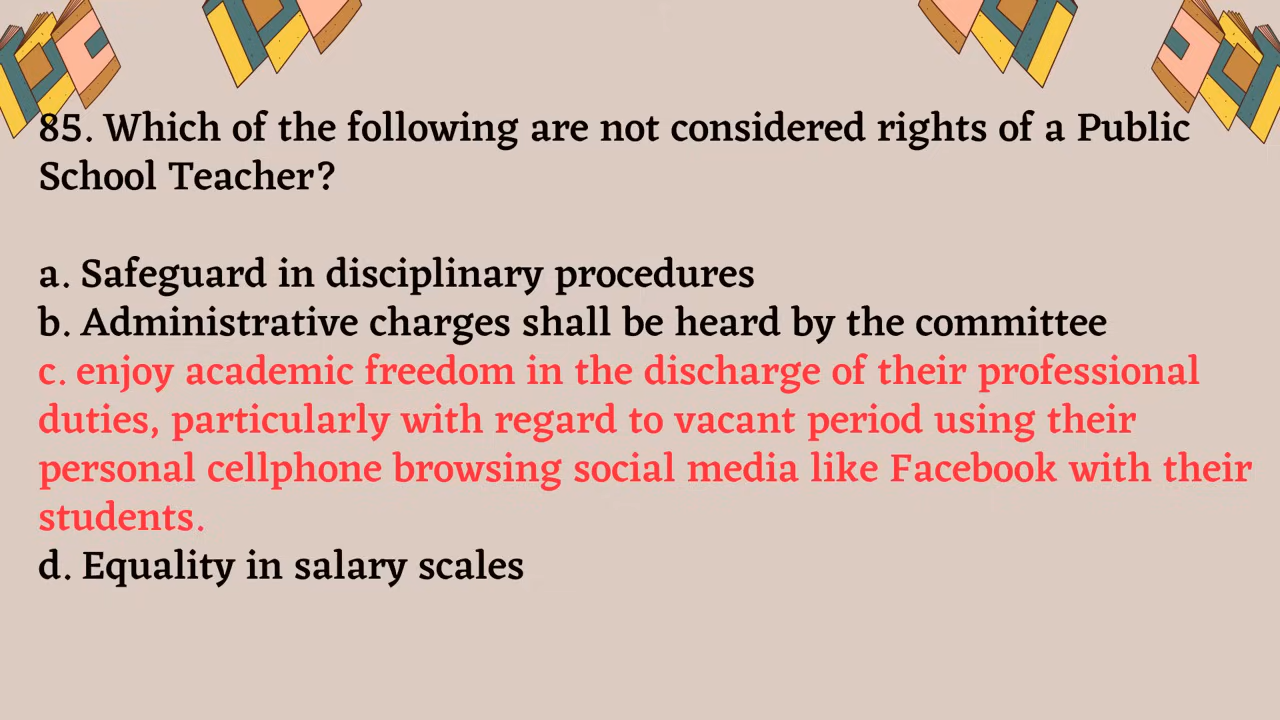 85. Which of the following are not considered rights of a Public
School Teacher?
a. Safeguard in disciplinary procedures
b. Administrative charges shall be heard by the committee
c. enjoy academic freedom in the discharge of their professional
duties, particularly with regard to vacant period using their
personal cellphone browsing social media like Facebook with their
students.
d. Equality in salary scales